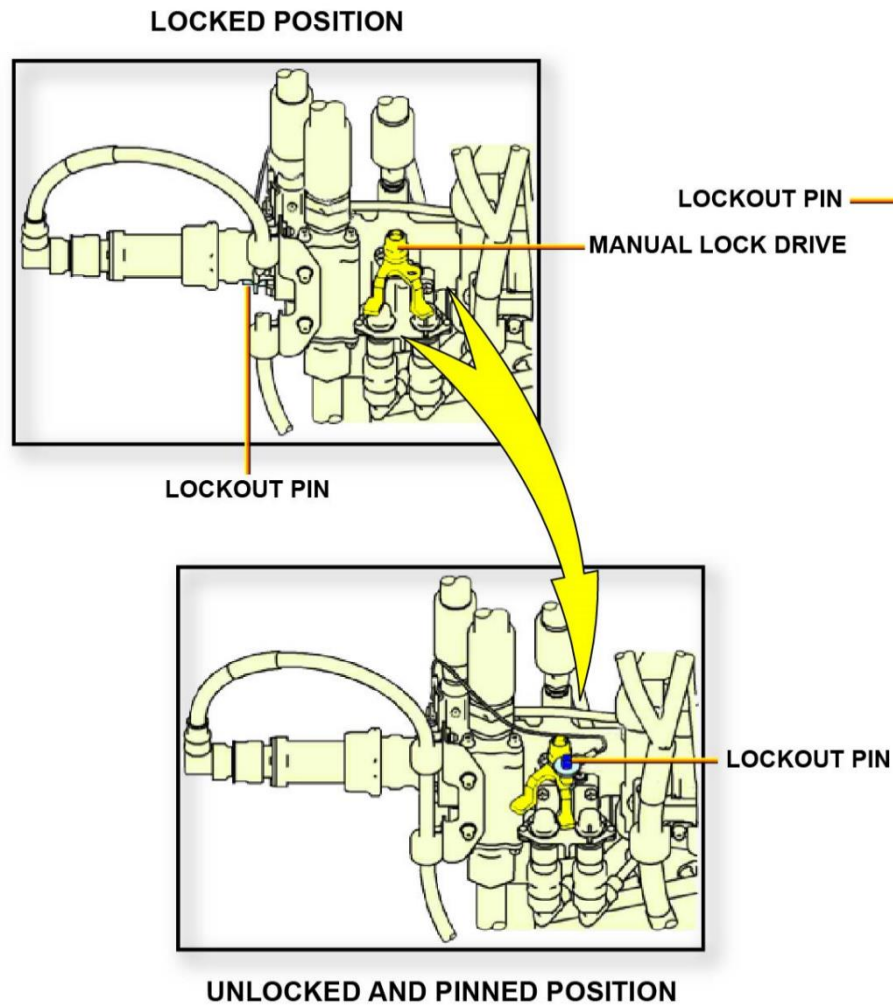 LOCKED POSITION
LOCKOUT PIN
MANUAL LOCK DRIVE
LOCKOUT PIN
LOCKOUT PIN
UNLOCKED AND PINNED POSITION